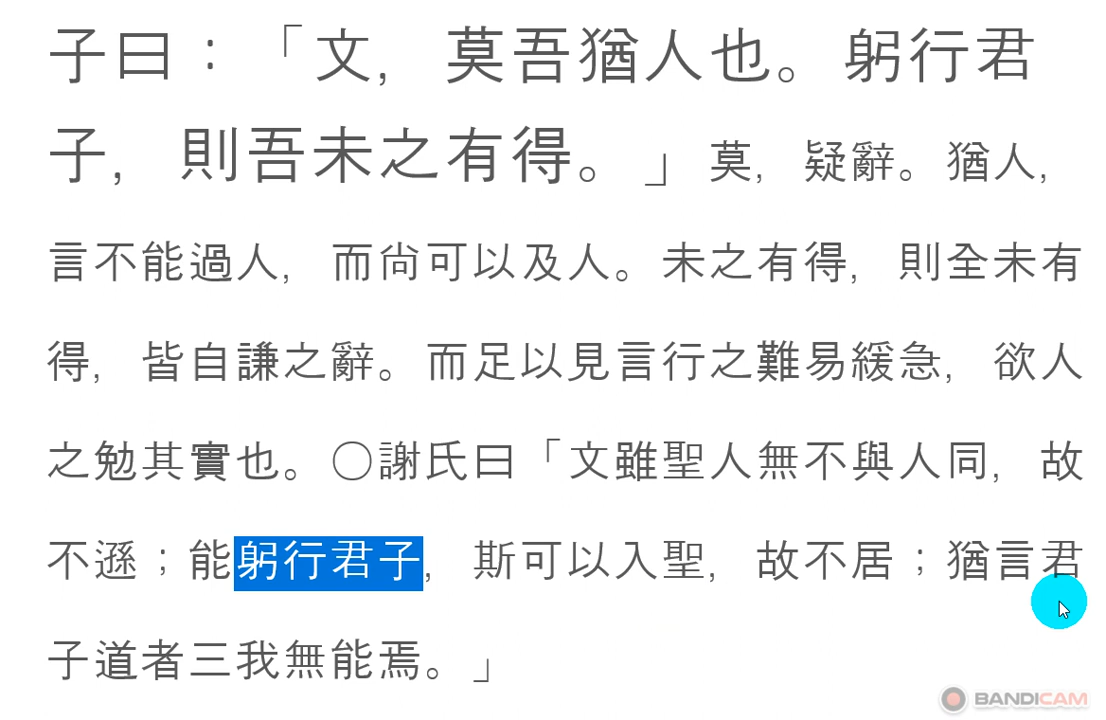 子曰：「文，莫吾猶人也。躬行君
子，則吾未之有得。」莫，疑辭。猶人，
言不能過人，而尙可以及人。未之有得，則全未有
得，皆自謙之辭。而足以見言行之難易緩急，欲人
之勉其實也。〇謝氏曰「文雖聖人無不與人同，故
不遜；能躬行君子，斯可以入聖，故不居；猶言君
子道者三我無能焉。」
BANDICAM